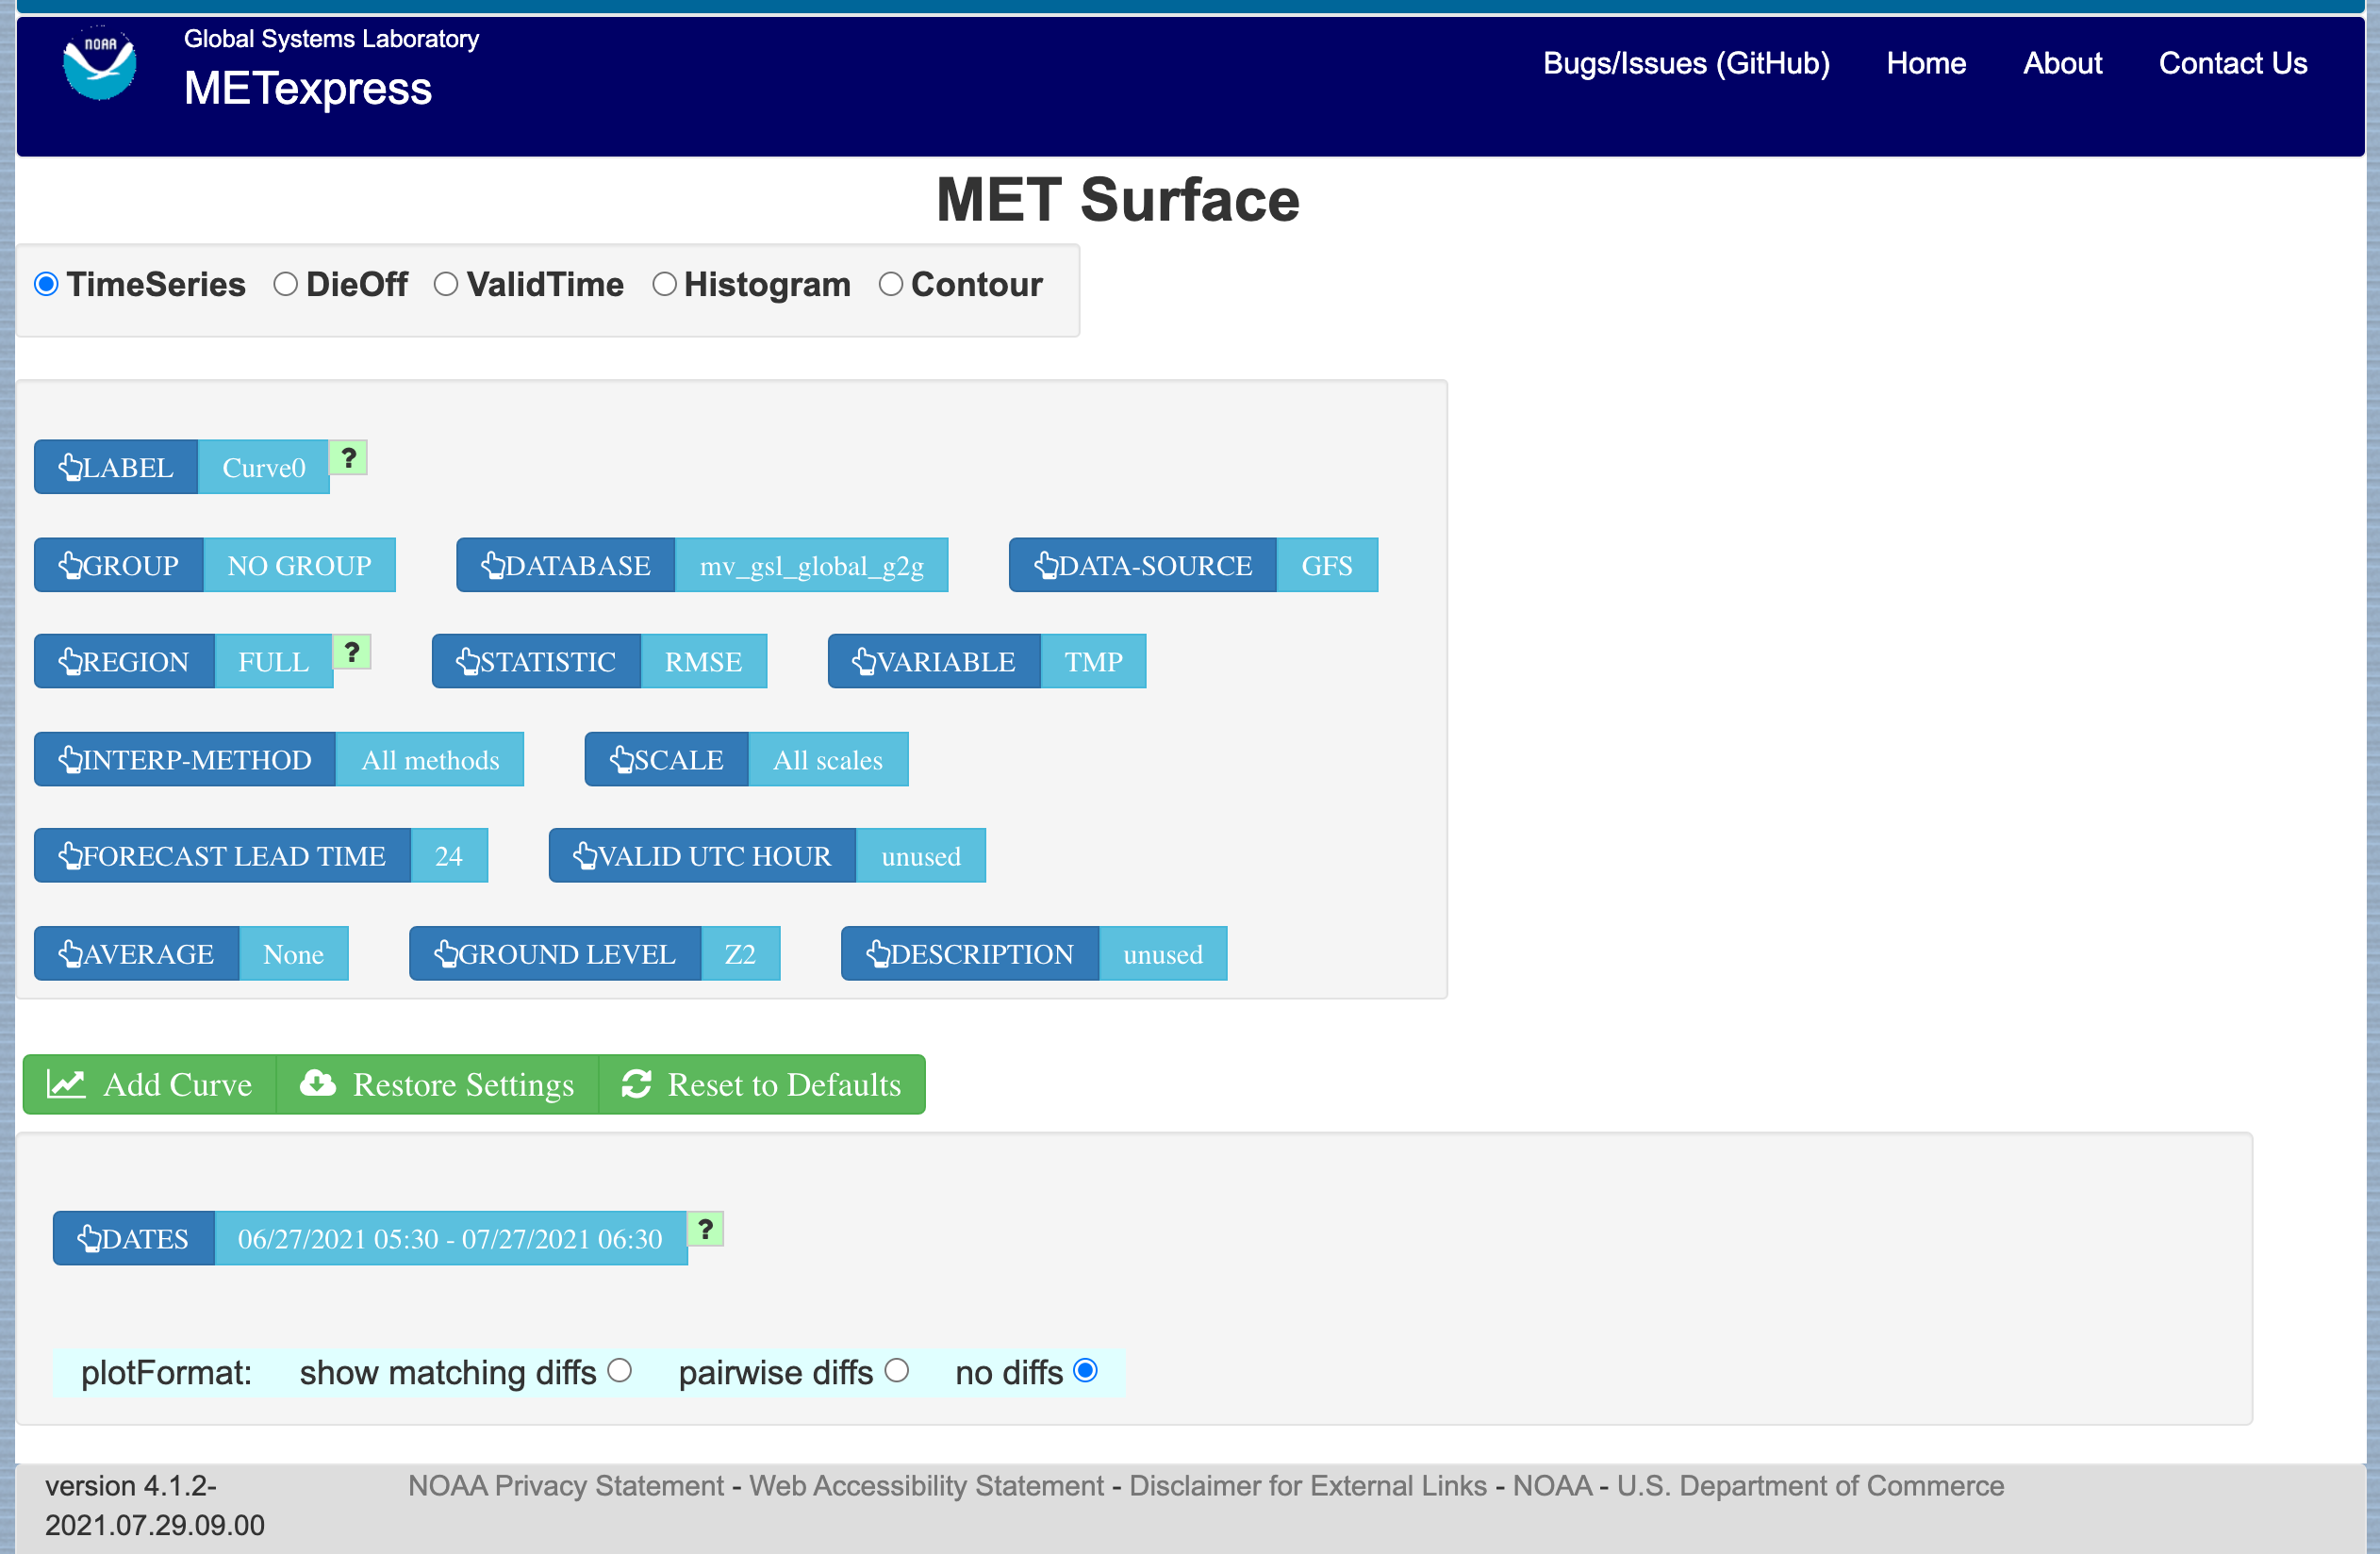 NOAA
Global Systems Laboratory
METexpress
Bugs/Issues (GitHub) Home About Contact Us
MET Surface
TimeSeries DieOff ValidTime Histogram Contour
LABEL Curve0 ?
GROUP NO GROUP DATABASE mv_gsl_global_g2g DATA-SOURCE GFS
REGION FULL ? STATISTIC RMSE VARIABLE TMP
INTERP-METHOD All methods SCALE All scales
FORECAST LEAD TIME 24 VALID UTC HOUR unused
AVERAGE None GROUND LEVEL Z2 DESCRIPTION unused
Add Curve Restore Settings Reset to Defaults
DATES 06/27/2021 05:30 - 07/27/2021 06:30 ?
plotFormat: show matching diffs pairwise diffs no diffs
version 4.1.2-
2021.07.29.09.00
NOAA Privacy Statement - Web Accessibility Statement - Disclaimer for External Links - NOAA - U.S. Department of Commerce